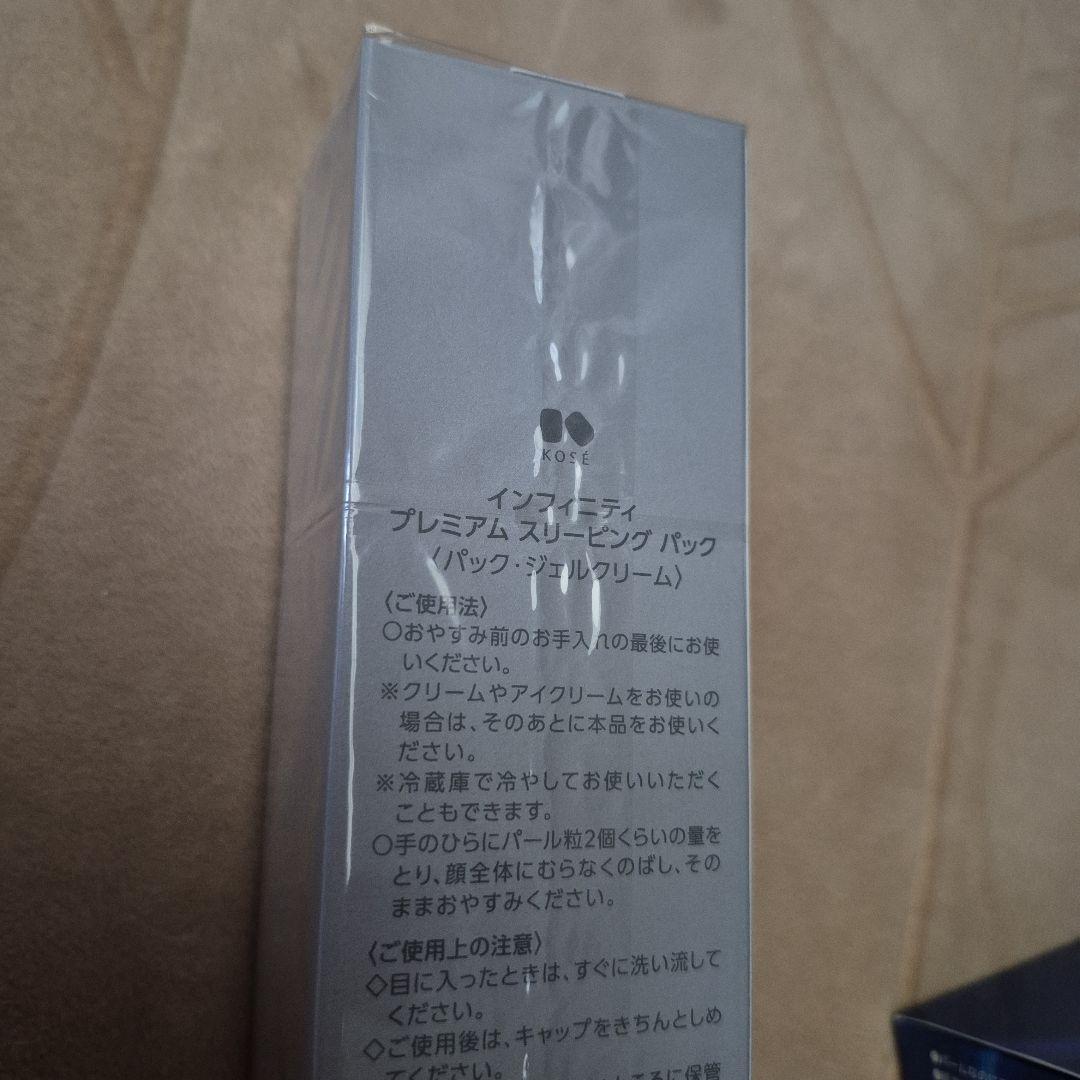 KOSÉ
インフィニティ
プレミアム スリーピング パック
〈パック・ジェルクリーム〉
〈ご使用法〉
○おやすみ前のお手入れの最後にお使
いください。
※クリームやアイクリームをお使いの
場合は、そのあとに本品をお使いく
ださい。
※冷蔵庫で冷やしてお使いいただく
こともできます。
○手のひらにパール粒2個くらいの量を
とり、顔全体にむらなくのばし、その
ままおやすみください。
〈ご使用上の注意〉
◇目に入ったときは、すぐに洗い流して
ください。
◇ご使用後は、キャップをきちんとしめ
てください。
ころに保管